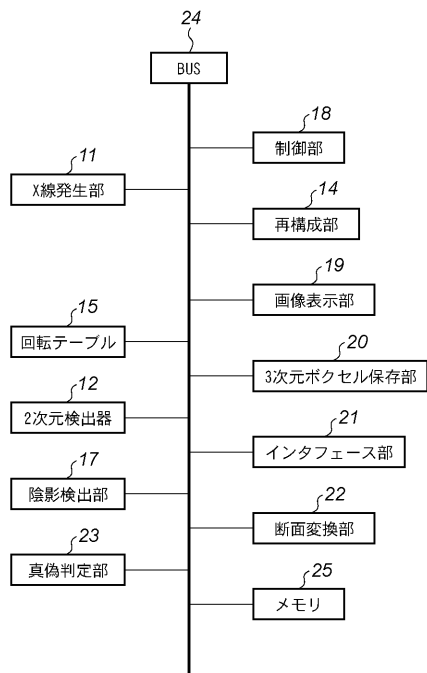 24
BUS
18
制御部
11
X線発生部
14
再構成部
19
画像表示部
15
回転テーブル
20
3次元ボクセル保存部
12
2次元検出器
21
インタフェース部
17
陰影検出部
22
断面変換部
23
真偽判定部
25
メモリ